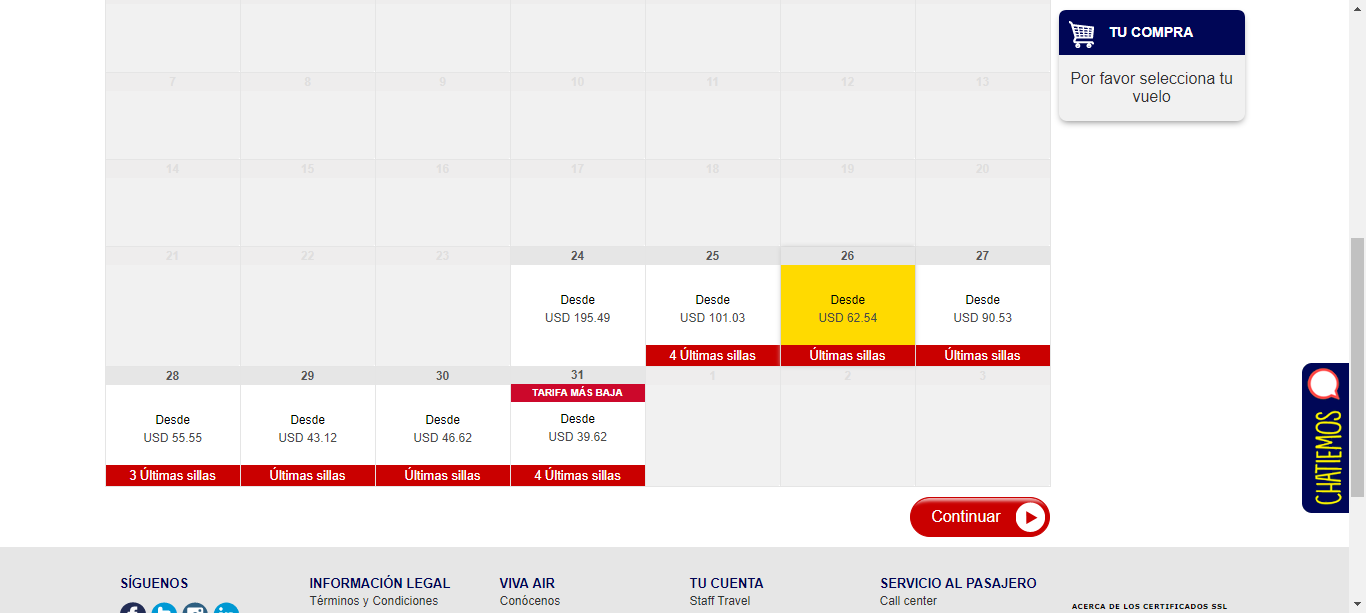 TU COMPRA
Por favor selecciona tu
vuelo
7 8 9 10 11 12 13
14 15 16 17 18 19 20
21 22 23 24 25 26 27
Desde Desde Desde Desde
USD 195.49 USD 101.03 USD 62.54 USD 90.53
4 Últimas sillas Últimas sillas Últimas sillas
28 29 30 31 1 2 3
TARIFA MÁS BAJA
Desde Desde Desde Desde
USD 55.55 USD 43.12 USD 46.62 USD 39.62
3 Últimas sillas Últimas sillas Últimas sillas 4 Últimas sillas
CHATIEMOS
Continuar
SÍGUENOS INFORMACIÓN LEGAL VIVA AIR TU CUENTA SERVICIO AL PASAJERO
Términos y Condiciones Conócenos Staff Travel Call center
ACERCA DE LOS CERTIFICADOS SSL